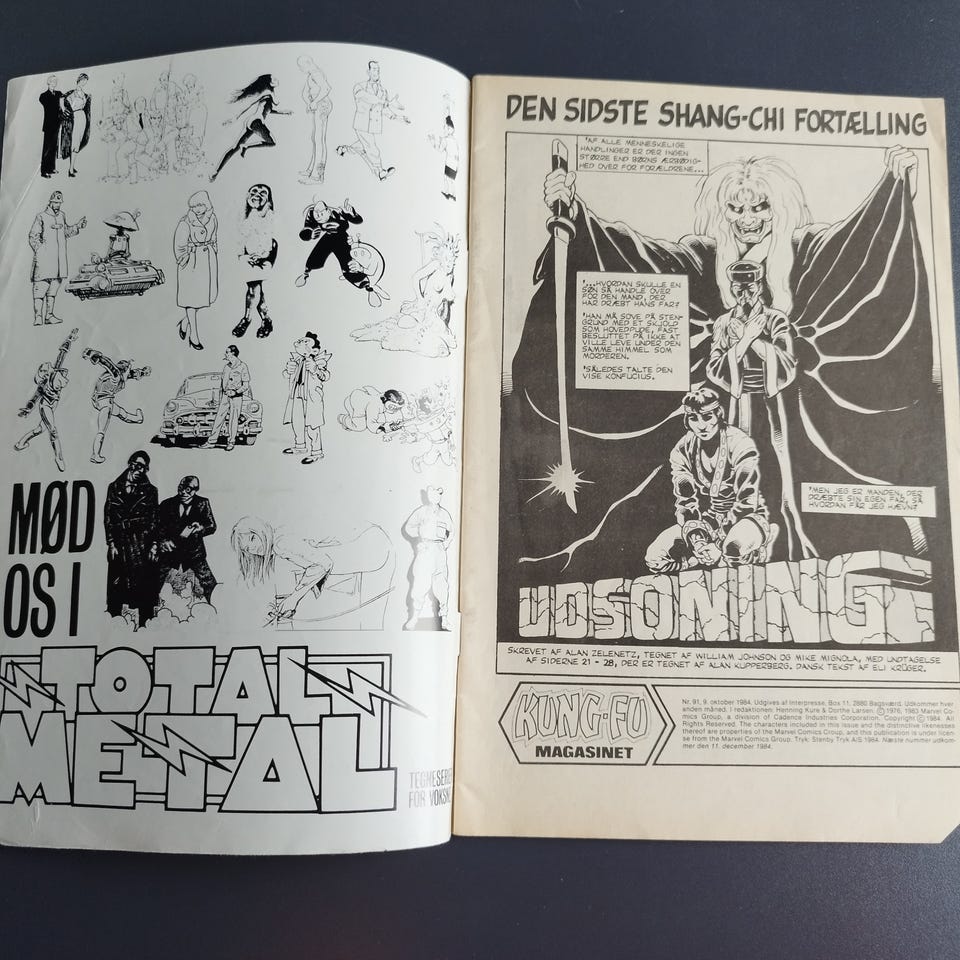 MØD
OS I
TOTAL
METAL
TEGNESERIER
FOR VOKSNE
DEN SIDSTE SHANG-CHI FORTÆLLING
"AF ALLE MENNESKELIGE
HANDLINGER ER DER INGEN
STØRRE END BØRNS ÆRBØDIG-
HED OVER FOR FORÆLDRENE...
"...HVORDAN SKULLE EN
SØN SÅ HANDLE OVER
FOR DEN MAND, DER
HAR DRÆBT HANS FAR?
"HAN MÅ SOVE PÅ STEN-
GRUND MED ET SKJOLD
SOM HOVEDPUDE, FAST
BESLUTTET PÅ IKKE AT
VILLE LEVE UNDER DEN
SAMME HIMMEL SOM
MORDEREN.
"SÅLEDES TALTE DEN
VISE KONFUCIUS.
"MEN JEG ER MANDEN, DER
DRÆBTE SIN EGEN FAR, SÅ
HVORDAN FÅR JEG HÆVN?
UDSONING
SKREVET AF ALAN ZELENETZ, TEGNET AF WILLIAM JOHNSON OG MIKE MIGNOLA, MED UNDTAGELSE
AF SIDERNE 21 - 28, DER ER TEGNET AF ALAN KUPPERBERG. DANSK TEKST AF ELI KRÜGER.
KUNG-FU
MAGASINET
Nr. 91, 9. oktober 1984. Udgives af Interpresse, Box 11, 2880 Bagsværd. Udkommer hver
anden måned. I redaktionen: Henning Kure & Dorthe Larsen. © 1976, 1983 Marvel Co-
mics Group, a division of Cadence Industries Corporation. Copyright © 1984. All
Rights Reserved. The characters included in this issue and the distinctive likenesses
thereof are properties of the Marvel Comics Group, and this publication is under licen-
se from the Marvel Comics Group. Tryk: Stenby Tryk A/S 1984. Næste nummer udkom-
mer den 11. december 1984.